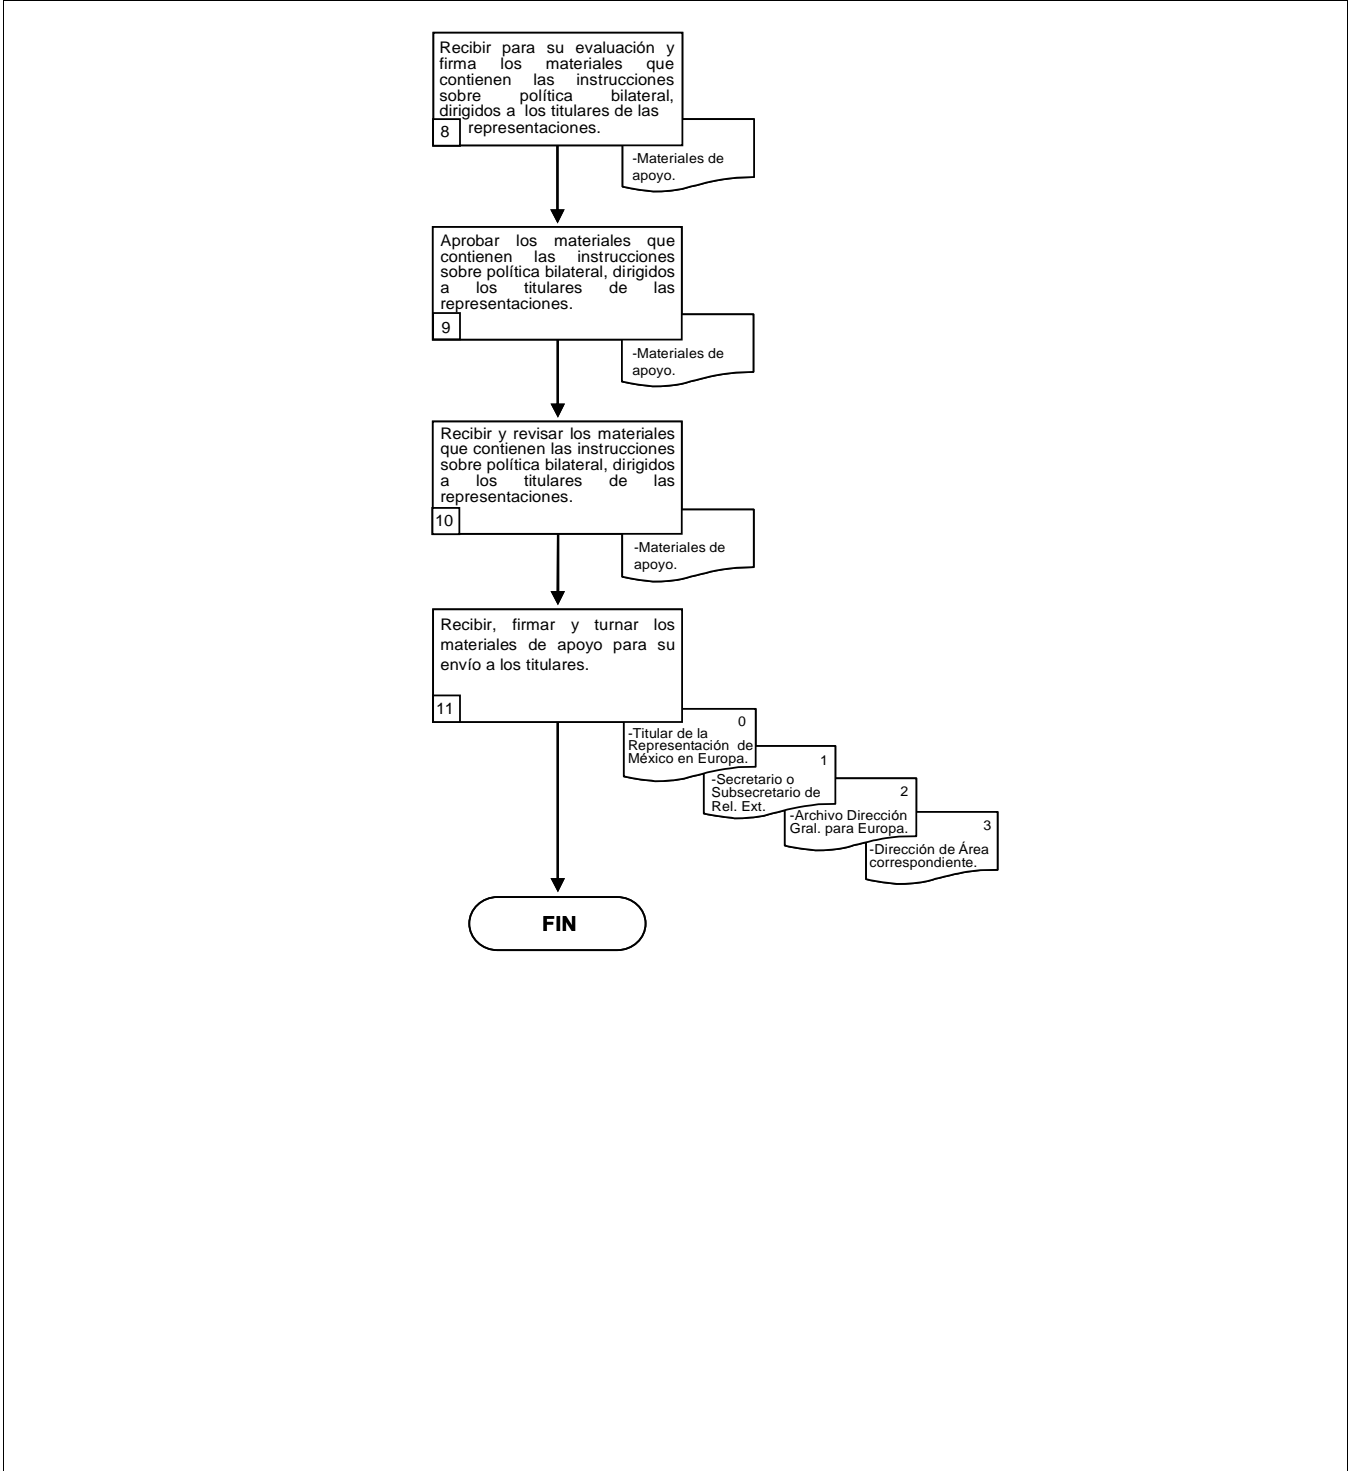 Recibir para su evaluación y
firma los materiales que
contienen las instrucciones
sobre política bilateral,
dirigidos a los titulares de las
8 representaciones.
-Materiales de
apoyo.
Aprobar los materiales que
contienen las instrucciones
sobre política bilateral, dirigidos
a los titulares de las
representaciones.
9
-Materiales de
apoyo.
Recibir y revisar los materiales
que contienen las instrucciones
sobre política bilateral, dirigidos
a los titulares de las
representaciones.
10
-Materiales de
apoyo.
Recibir, firmar y turnar los
materiales de apoyo para su
envío a los titulares.
11
0
-Titular de la
Representación de
México en Europa.
1
-Secretario o
Subsecretario de
Rel. Ext.
2
-Archivo Dirección
Gral. para Europa.
3
-Dirección de Área
correspondiente.
FIN